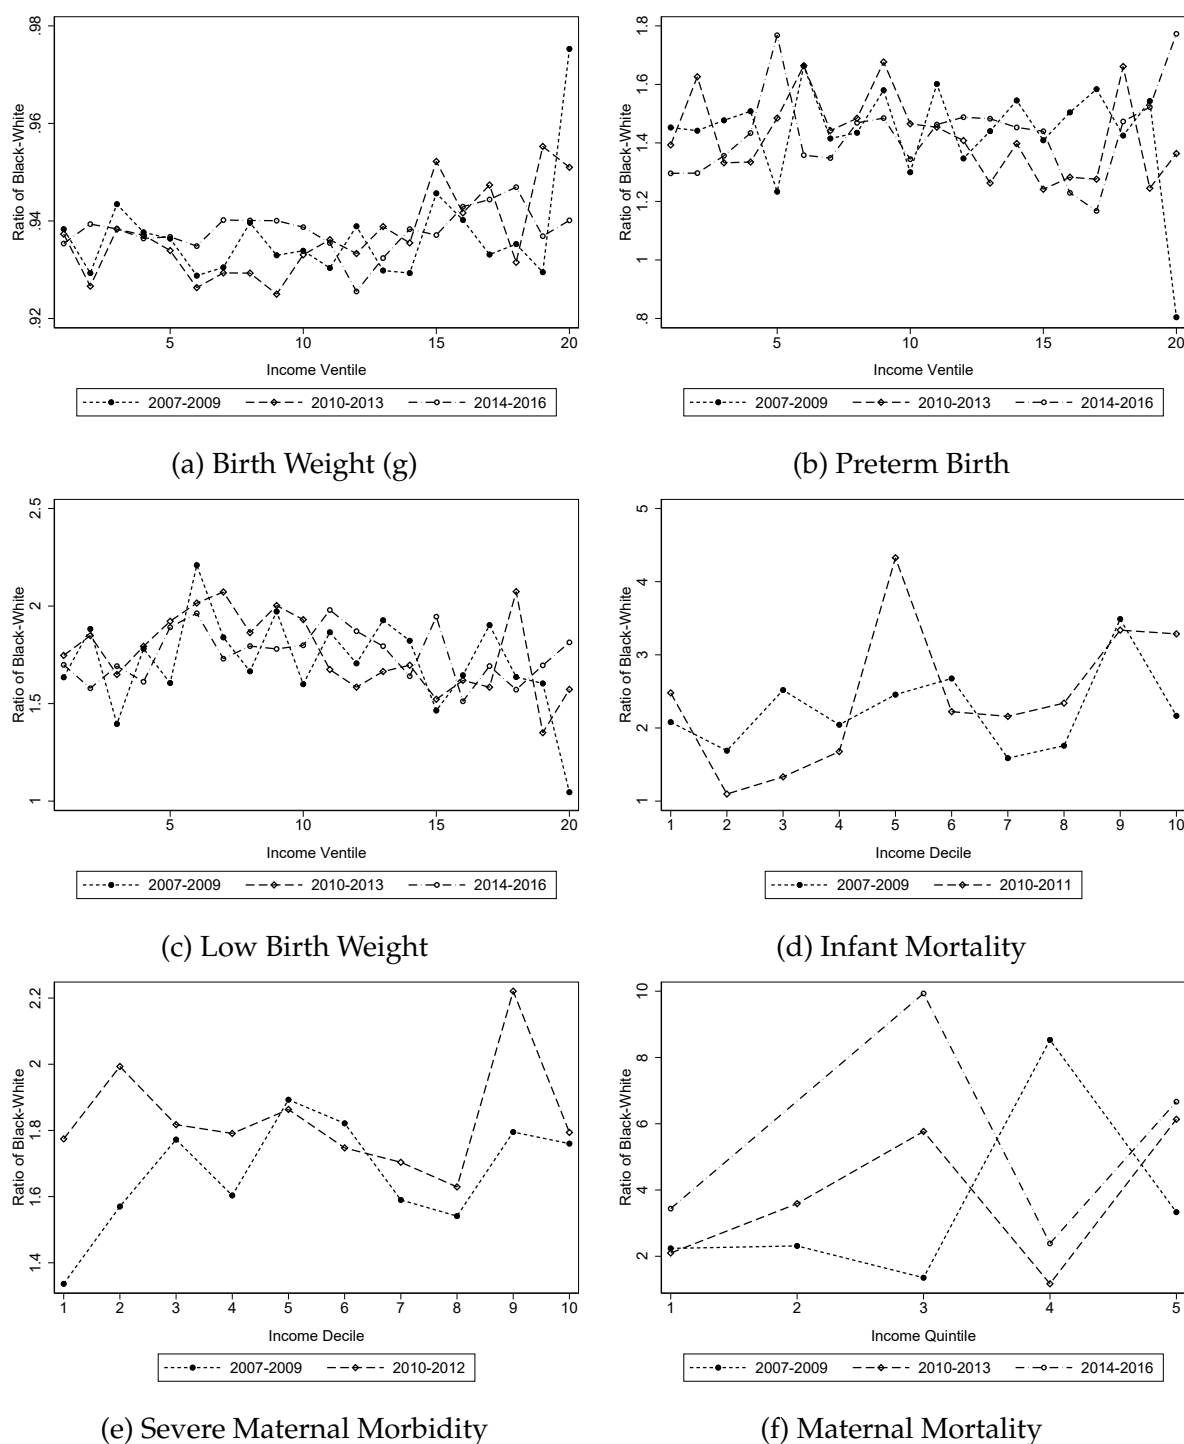 Ratio of Black-White
.92 .94 .96 .98
5 10 15 20
Income Ventile
2007-2009 2010-2013 2014-2016
(a) Birth Weight (g)
Ratio of Black-White
.8 1 1.2 1.4 1.6 1.8
5 10 15 20
Income Ventile
2007-2009 2010-2013 2014-2016
(b) Preterm Birth
Ratio of Black-White
1 1.5 2 2.5
5 10 15 20
Income Ventile
2007-2009 2010-2013 2014-2016
(c) Low Birth Weight
Ratio of Black-White
1 2 3 4 5
1 2 3 4 5 6 7 8 9 10
Income Decile
2007-2009 2010-2011
(d) Infant Mortality
Ratio of Black-White
1.4 1.6 1.8 2 2.2
1 2 3 4 5 6 7 8 9 10
Income Decile
2007-2009 2010-2012
(e) Severe Maternal Morbidity
Ratio of Black-White
2 4 6 8 10
1 2 3 4 5
Income Quintile
2007-2009 2010-2013 2014-2016
(f) Maternal Mortality